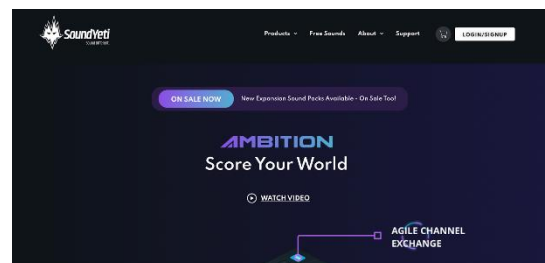 SoundYeti
Products Free Sounds About Support LOGIN/SIGNUP
ON SALE NOW New Expansion Sound Packs Available - On Sale Too!
AMBITION
Score Your World
WATCH VIDEO
AGILE CHANNEL
EXCHANGE